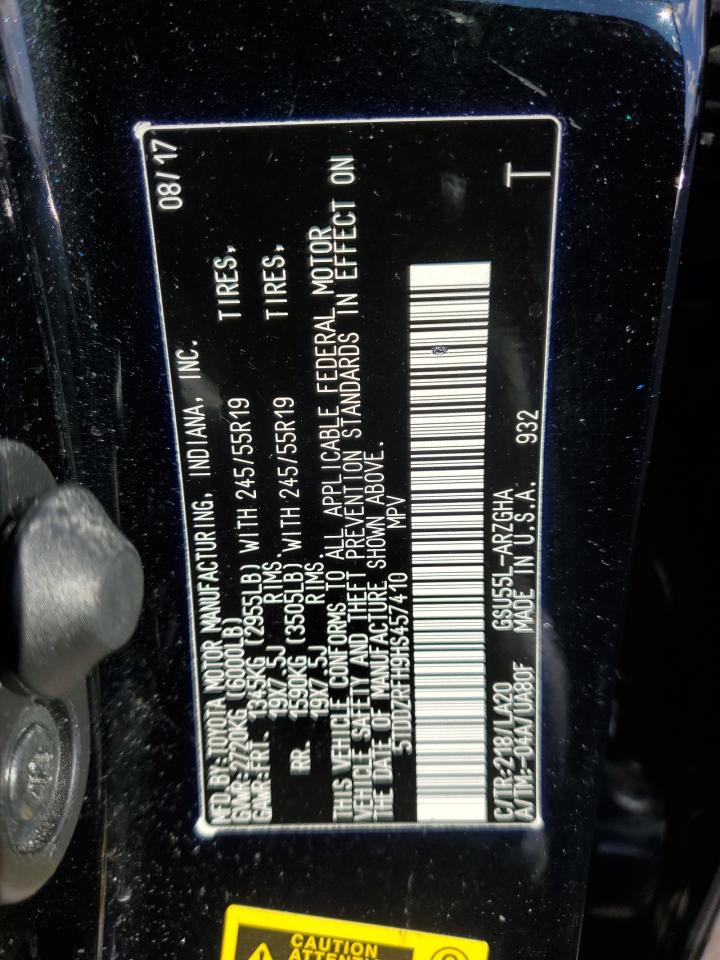 MFD.BY:TOYOTA MOTOR MANUFACTURING, INDIANA, INC. 08/17
GVWR:2720KG (6000LB)
GAWR:FRT. 1345KG (2955LB) WITH 245/55R19 TIRES,
19X7.5J RIMS.
RR. 1590KG (3505LB) WITH 245/55R19 TIRES,
19X7.5J RIMS.
THIS VEHICLE CONFORMS TO ALL APPLICABLE FEDERAL MOTOR
VEHICLE SAFETY AND THEFT PREVENTION STANDARDS IN EFFECT ON
THE DATE OF MANUFACTURE SHOWN ABOVE.
5TDDZRFH9HS457410 MPV
C/TR:218/LA20 GSU55L-ARZGHA
A/TM:-04A/UA80F MADE IN U.S.A. 932 T
CAUTION